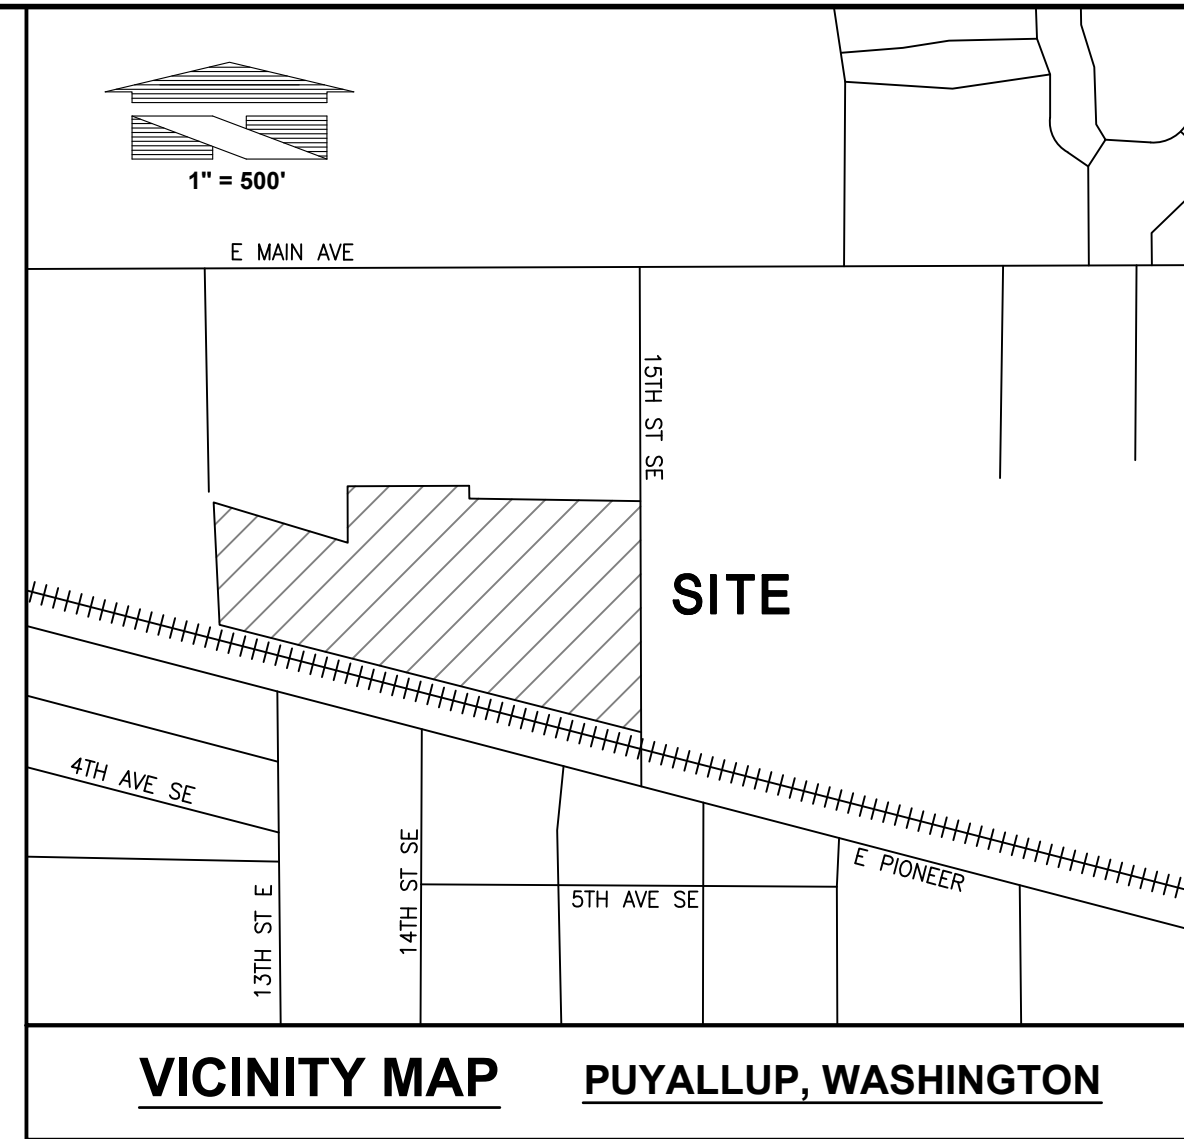 1" = 500'
E MAIN AVE
15TH ST SE
SITE
4TH AVE SE
E PIONEER
14TH ST SE
5TH AVE SE
13TH ST E
VICINITY MAP
PUYALLUP, WASHINGTON